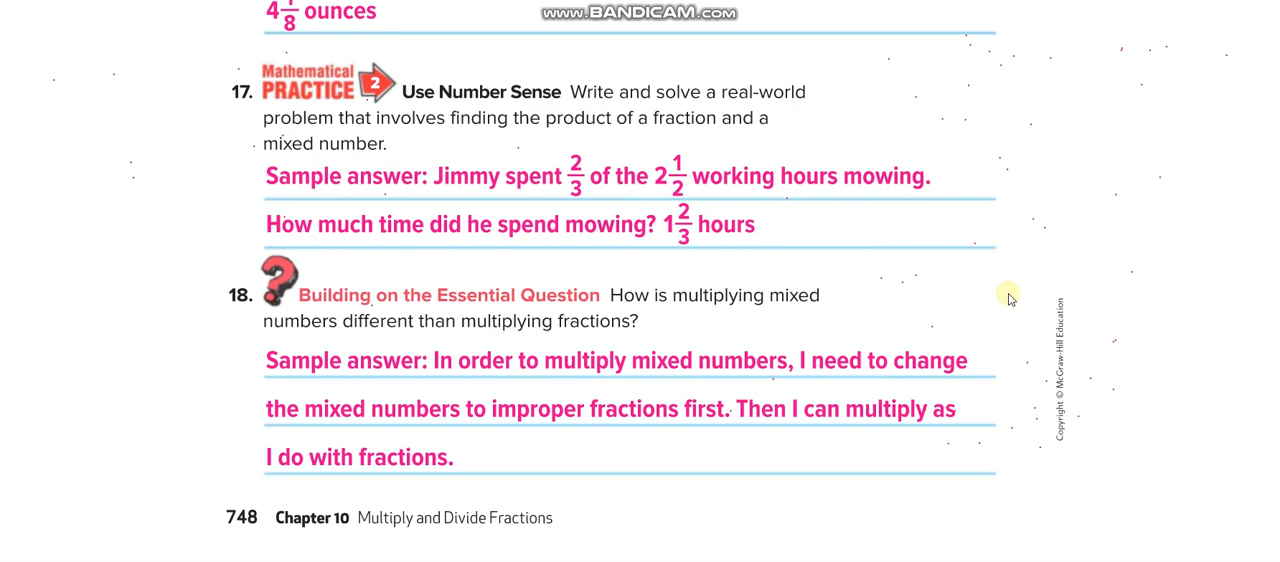 4 1/8 ounces
www.BANDICAM.com
Mathematical
17. PRACTICE 2 Use Number Sense Write and solve a real-world
problem that involves finding the product of a fraction and a
mixed number.
Sample answer: Jimmy spent 2/3 of the 2 1/2 working hours mowing.
How much time did he spend mowing? 1 2/3 hours
18. ? Building on the Essential Question How is multiplying mixed
numbers different than multiplying fractions?
Sample answer: In order to multiply mixed numbers, I need to change
the mixed numbers to improper fractions first. Then I can multiply as
I do with fractions.
Copyright © McGraw-Hill Education
748 Chapter 10 Multiply and Divide Fractions